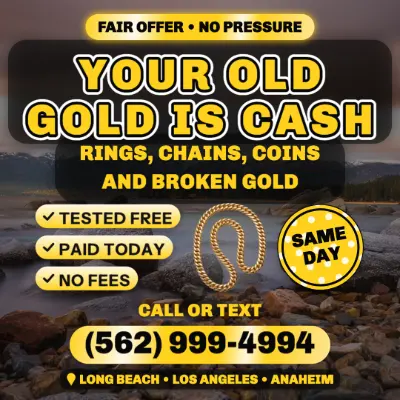 FAIR OFFER • NO PRESSURE
YOUR OLD
GOLD IS CASH
RINGS, CHAINS, COINS
AND BROKEN GOLD
TESTED FREE
PAID TODAY
NO FEES
SAME
DAY
CALL OR TEXT
(562) 999-4994
LONG BEACH • LOS ANGELES • ANAHEIM